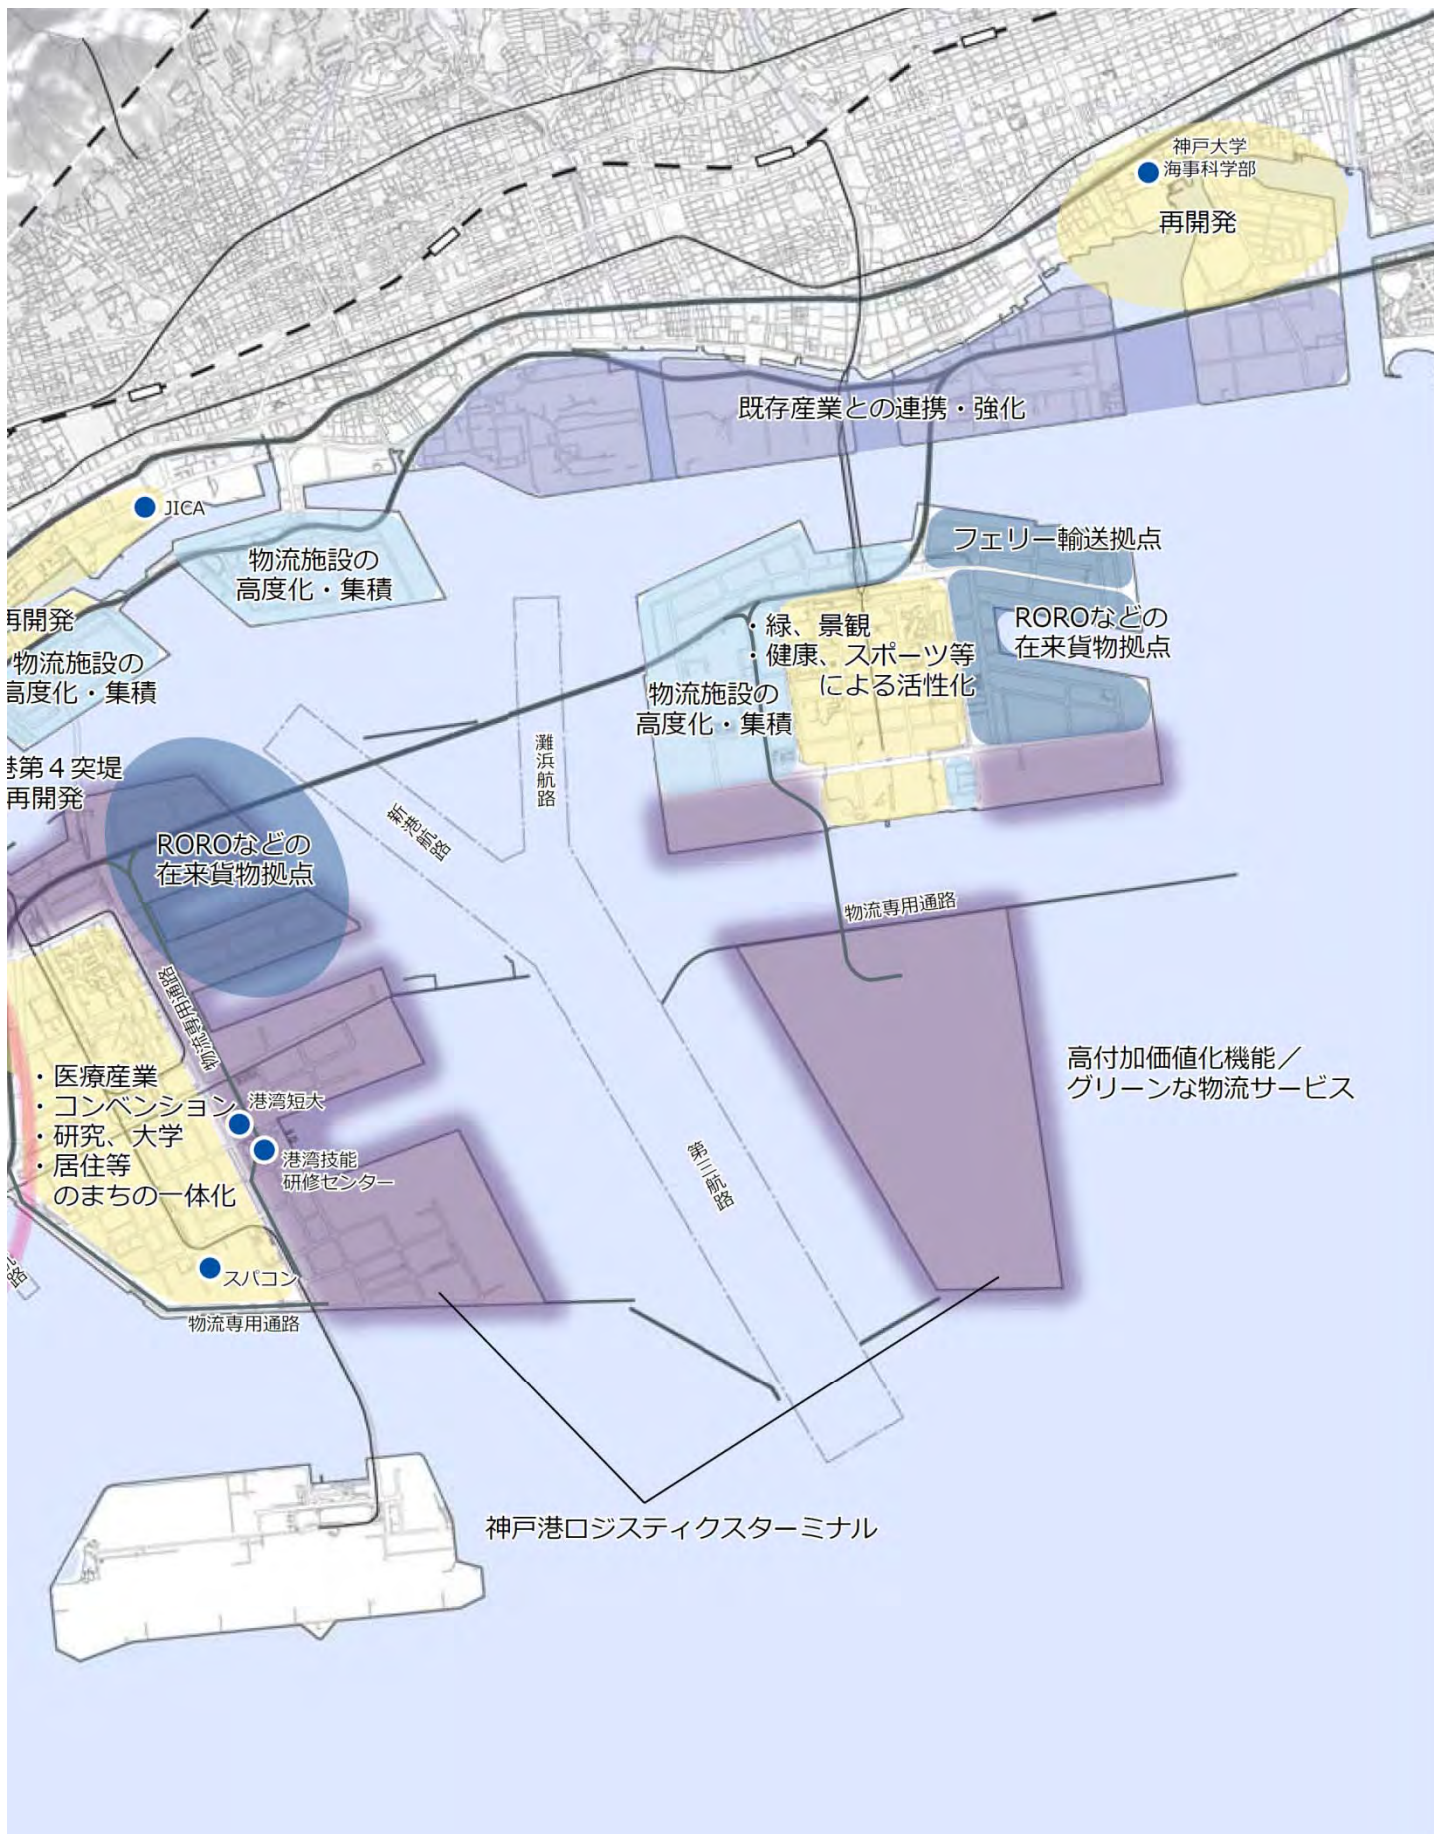 神戸大学
海事科学部
再開発
既存産業との連携・強化
JICA
物流施設の
高度化・集積
フェリー輸送拠点
ROROなどの
在来貨物拠点
再開発
物流施設の
高度化・集積
・緑、景観
・健康、スポーツ等
による活性化
物流施設の
高度化・集積
灘浜航路
新港航路
港第４突堤
再開発
ROROなどの
在来貨物拠点
物流専用通路
物流専用通路
高付加価値化機能／
グリーンな物流サービス
・医療産業
・コンベンション
・研究、大学
・居住等
のまちの一体化
港湾短大
港湾技能
研修センター
第三航路
スパコン
路
物流専用通路
神戸港ロジスティクスターミナル